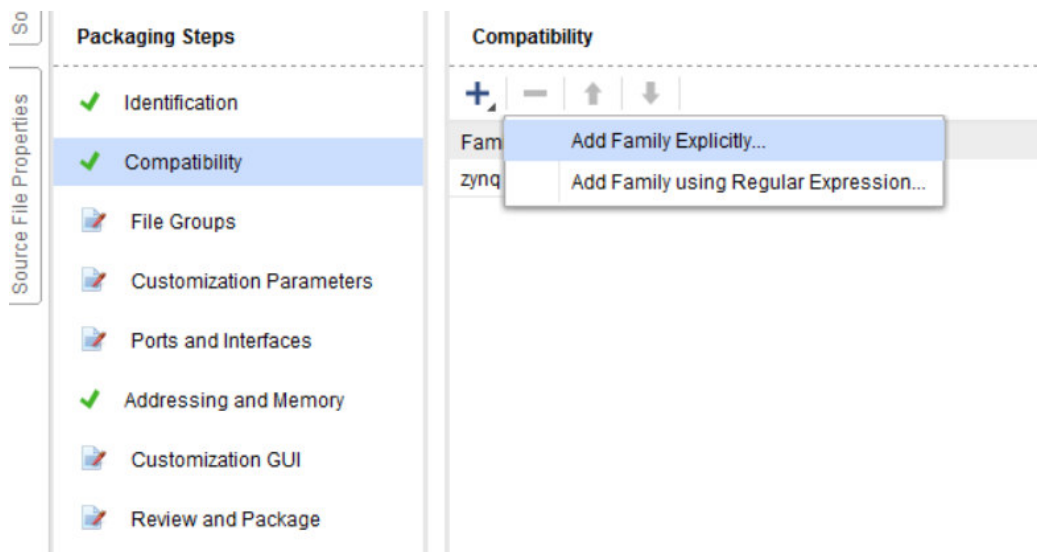 So
Source File Properties
Packaging Steps
Identification
Compatibility
File Groups
Customization Parameters
Ports and Interfaces
Addressing and Memory
Customization GUI
Review and Package
Compatibility
Fam
zynq
Add Family Explicitly...
Add Family using Regular Expression...